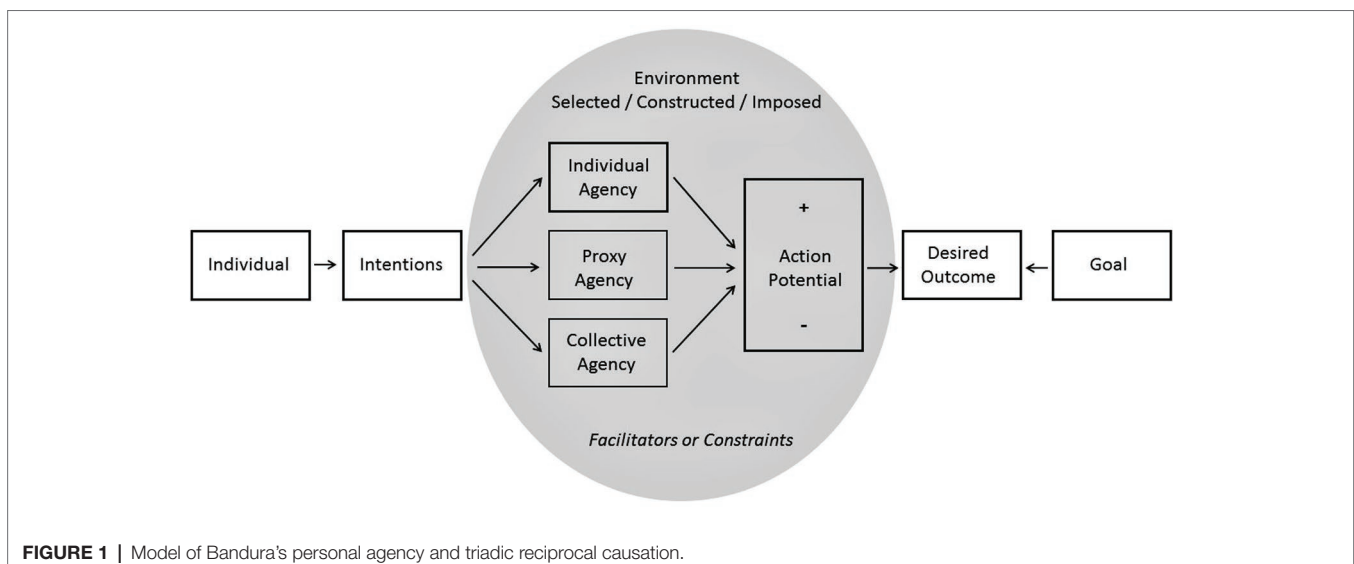 Environment
Selected / Constructed / Imposed
Individual
Agency
Proxy
Agency
Collective
Agency
+
Action
Potential
-
Individual
Intentions
Desired
Outcome
Goal
Facilitators or Constraints
FIGURE 1 | Model of Bandura's personal agency and triadic reciprocal causation.